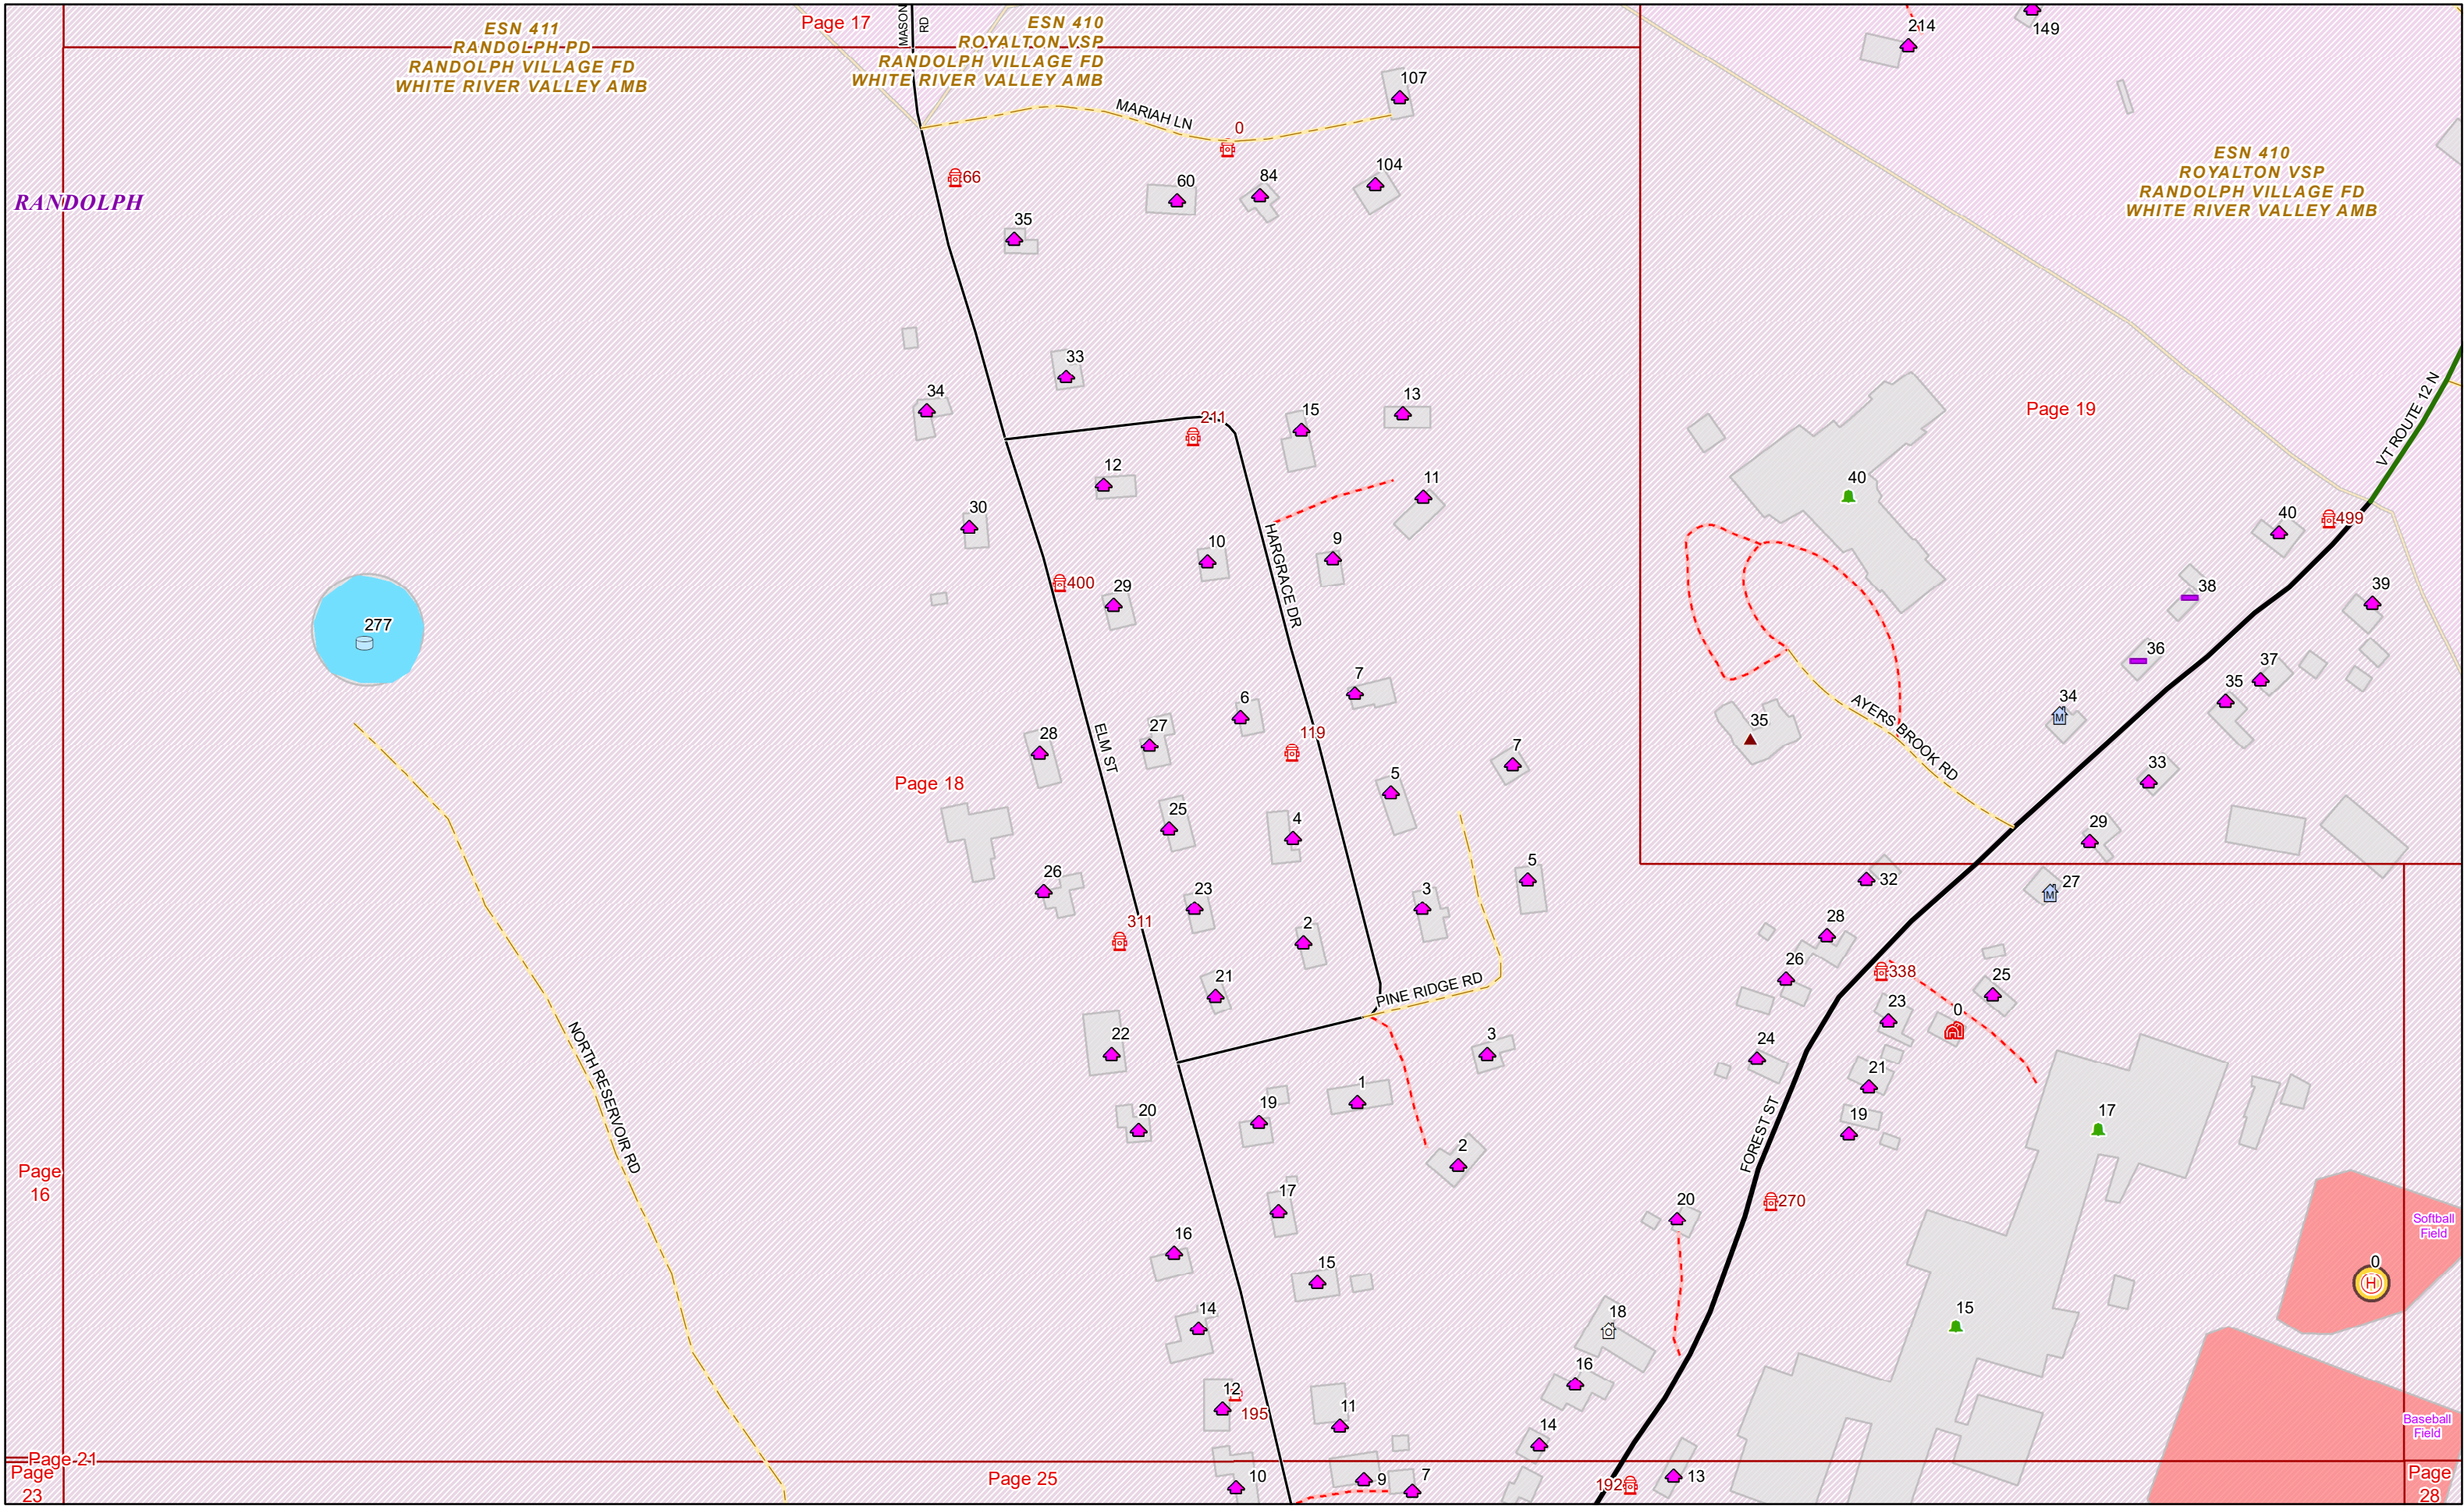 ESN 411
RANDOLPH PD
RANDOLPH VILLAGE FD
WHITE RIVER VALLEY AMB
Page 17
MASON
RD
ESN 410
ROYALTON VSP
RANDOLPH VILLAGE FD
WHITE RIVER VALLEY AMB
214
149
107
MARIAH LN
0
ESN 410
ROYALTON VSP
RANDOLPH VILLAGE FD
WHITE RIVER VALLEY AMB
RANDOLPH
66
60
84
104
35
33
34
211
15
13
Page 19
VT ROUTE 12 N
12
11
40
30
10
9
HARGRACE DR
40
499
400
29
38
39
277
36
37
7
6
35
34
35
28
27
ELM ST
119
7
AYERS BROOK RD
Page 18
5
33
25
4
29
26
23
3
5
32
27
311
2
28
26
338
25
21
PINE RIDGE RD
23
0
22
3
24
NORTH RESERVOIR RD
21
20
19
1
19
17
FOREST ST
2
Page
16
17
20
270
Softball
Field
16
15
0
14
18
15
16
12
195
11
Baseball
Field
14
Page 21
Page
23
Page 25
10
9
7
192
13
Page
28